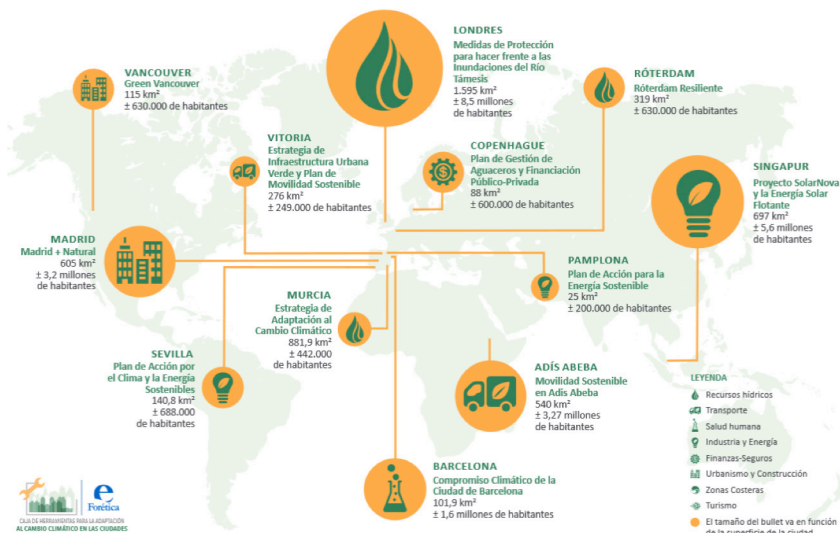 LONDRES
Medidas de Protección
para hacer frente a las
Inundaciones del Río
Támesis
1.595 km²
± 8,5 millones
de habitantes
VANCOUVER
Green Vancouver
115 km²
± 630.000 de habitantes
RÓTERDAM
Róterdam Resiliente
319 km²
± 630.000 de habitantes
VITORIA
Estrategia de
Infraestructura Urbana
Verde y Plan de
Movilidad Sostenible
276 km²
± 249.000 de habitantes
COPENHAGUE
Plan de Gestión de
Aguaceros y Financiación
Público-Privada
88 km²
± 600.000 de habitantes
SINGAPUR
Proyecto SolarNova
y la Energía Solar
Flotante
697 km²
± 5,6 millones
de habitantes
MADRID
Madrid + Natural
605 km²
± 3,2 millones
de habitantes
PAMPLONA
Plan de Acción para la
Energía Sostenible
25 km²
± 200.000 de habitantes
MURCIA
Estrategia de
Adaptación al
Cambio Climático
881,9 km²
± 442.000
de habitantes
SEVILLA
Plan de Acción por
el Clima y la Energía
Sostenibles
140,8 km²
± 688.000
de habitantes
ADÍS ABEBA
Movilidad Sostenible
en Adis Abeba
540 km²
± 3,27 millones
de habitantes
BARCELONA
Compromiso Climático de la
Ciudad de Barcelona
101,9 km²
± 1,6 millones de habitantes
LEYENDA
Recursos hídricos
Transporte
Salud humana
Industria y Energía
Finanzas-Seguros
Urbanismo y Construcción
Zonas Costeras
Turismo
El tamaño del bullet va en función
de la superficie de la ciudad
e
Forética
CAJA DE HERRAMIENTAS PARA LA ADAPTACIÓN
AL CAMBIO CLIMÁTICO EN LAS CIUDADES